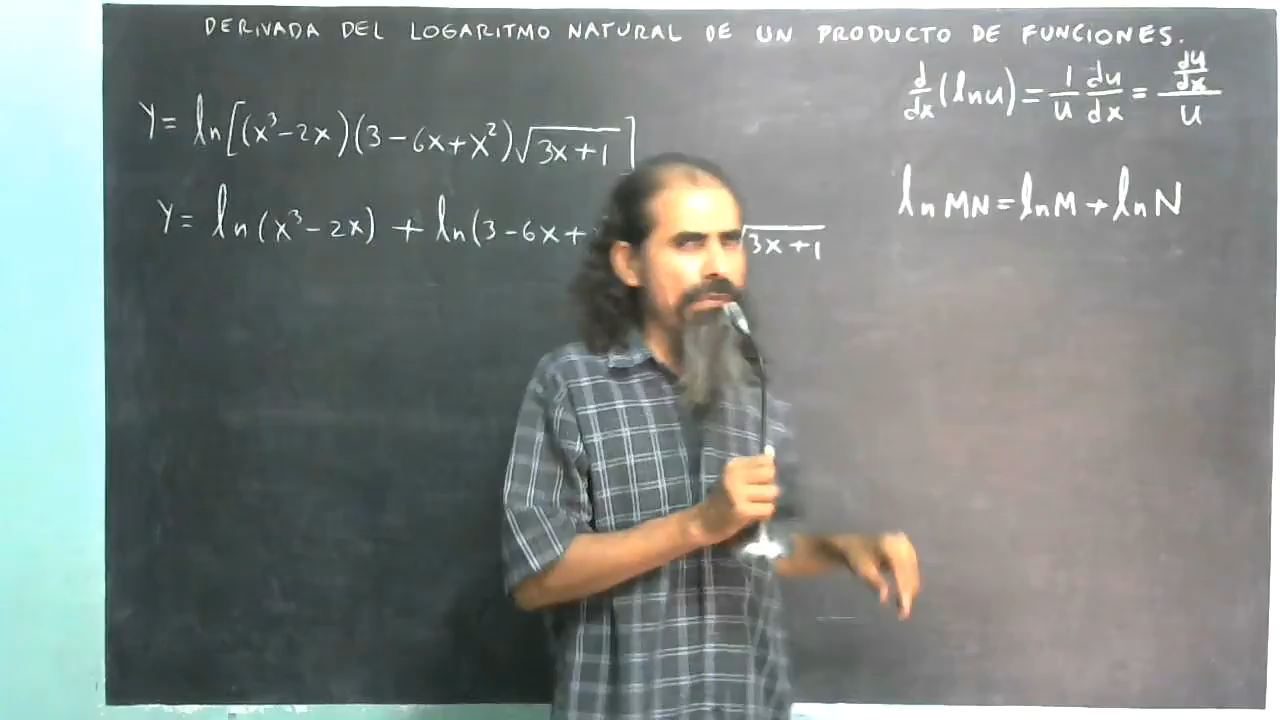 DERIVADA DEL LOGARITMO NATURAL DE UN PRODUCTO DE FUNCIONES.
d/dx (ln u) = 1/u du/dx = (du/dx)/u
y = ln[(x³-2x)(3-6x+x²)√(3x+1)]
ln MN = ln M + ln N
y = ln(x³-2x) + ln(3-6x+ √(3x+1)